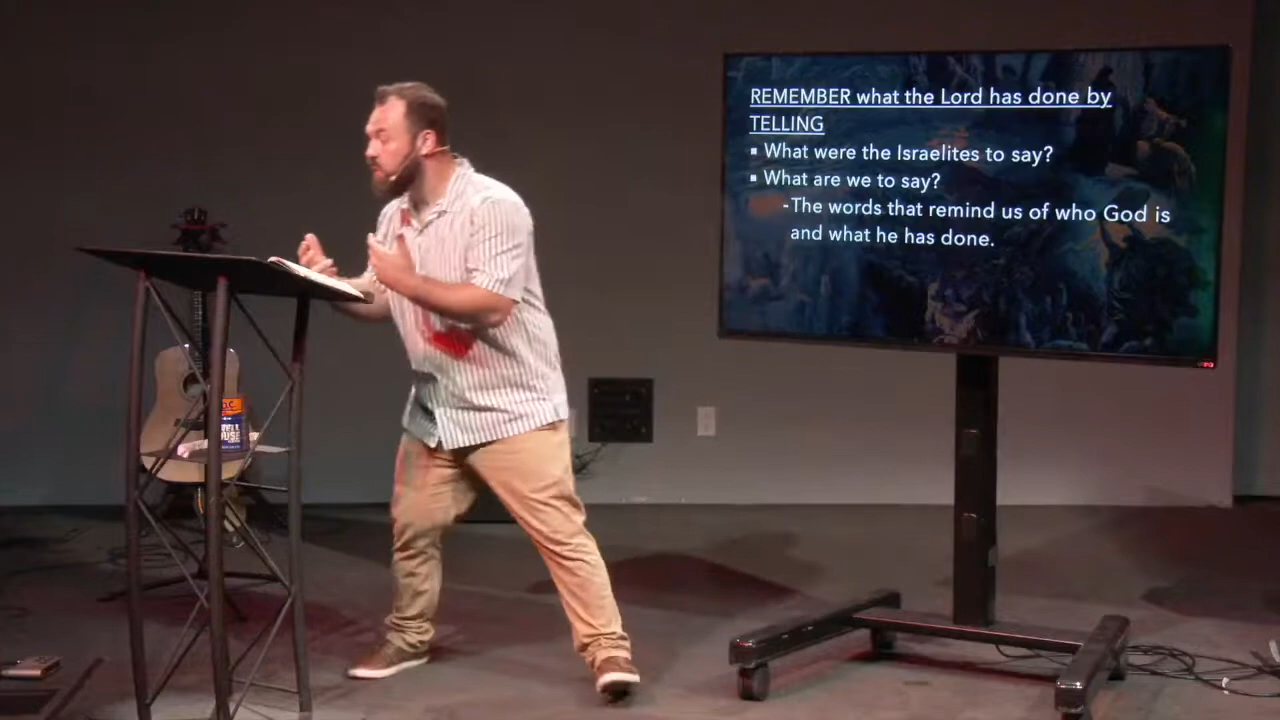 REMEMBER what the Lord has done by
TELLING
▪ What were the Israelites to say?
▪ What are we to say?
-The words that remind us of who God is
and what he has done.